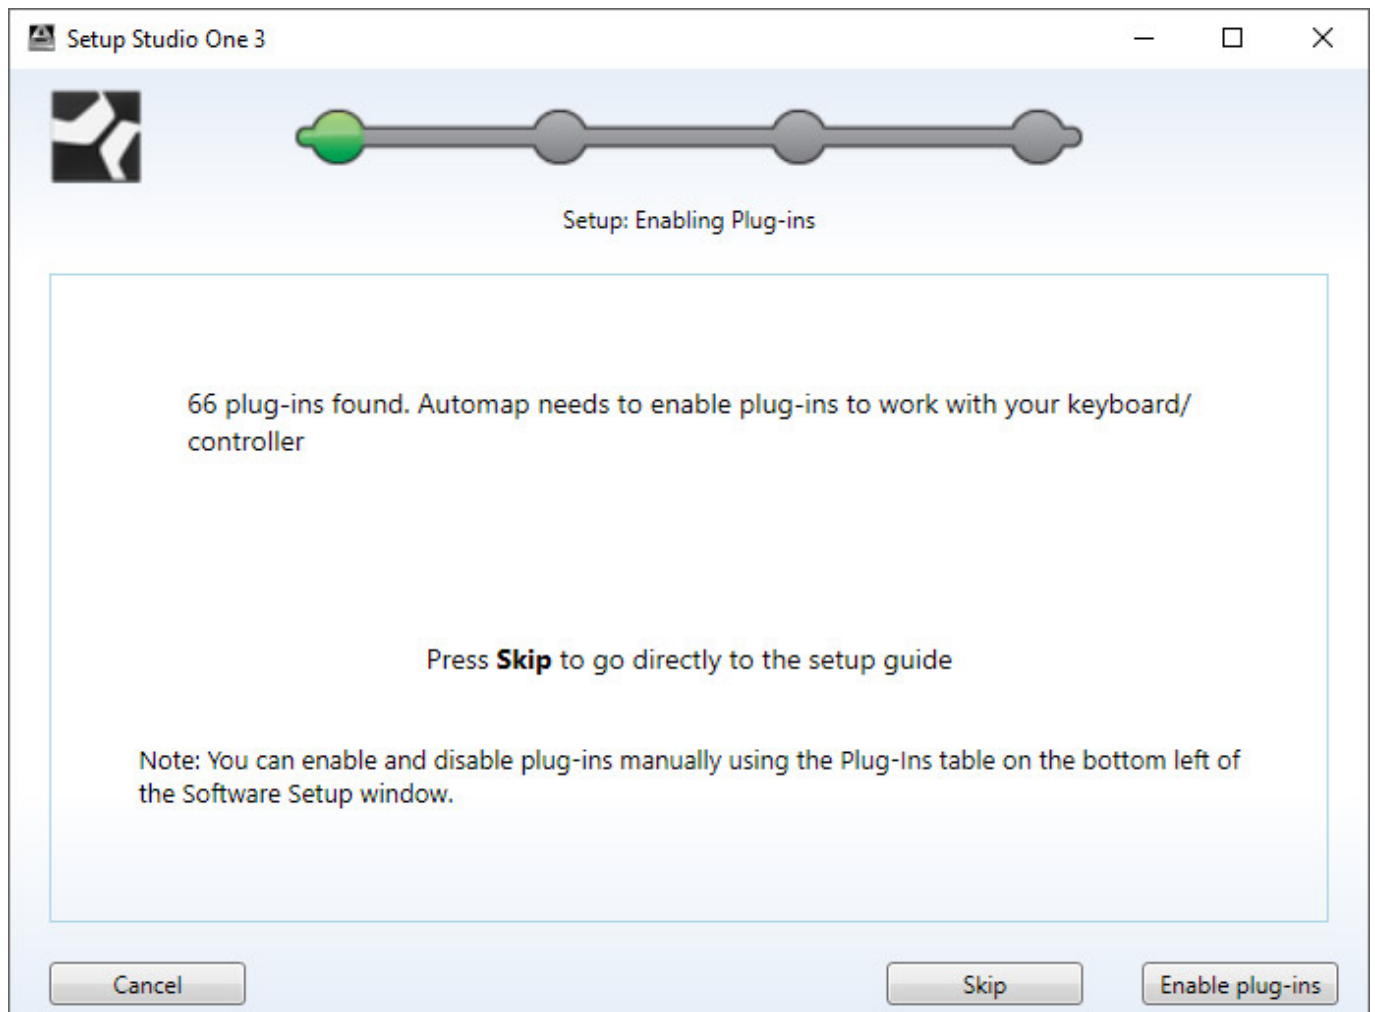 Setup Studio One 3
Setup: Enabling Plug-ins
66 plug-ins found. Automap needs to enable plug-ins to work with your keyboard/
controller
Press Skip to go directly to the setup guide
Note: You can enable and disable plug-ins manually using the Plug-Ins table on the bottom left of
the Software Setup window.
Cancel
Skip
Enable plug-ins